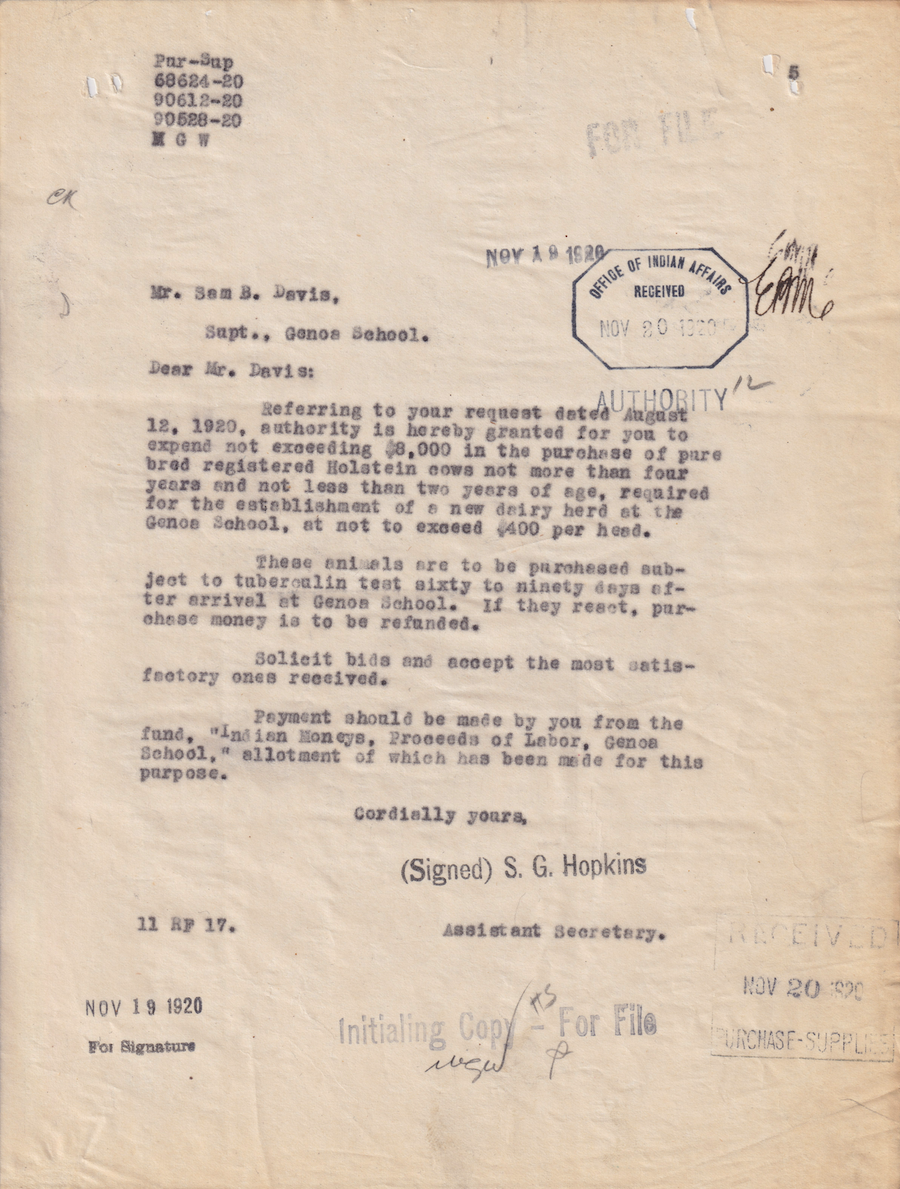 Pur-Sup
68624-20
90612-20
90528-20
M G W
5
FOR FILE
CK
NOV 19 1920
OFFICE OF INDIAN AFFAIRS
RECEIVED
NOV 20 1920
Mr. Sam B. Davis,
Supt., Genoa School.
Dear Mr. Davis:
AUTHORITY
12
Referring to your request dated August
12, 1920, authority is hereby granted for you to
expend not exceeding $8,000 in the purchase of pure
bred registered Holstein cows not more than four
years and not less than two years of age, required
for the establishment of a new dairy herd at the
Genoa School, at not to exceed $400 per head.
These animals are to be purchased sub-
ject to tuberculin test sixty to ninety days af-
ter arrival at Genoa School. If they react, pur-
chase money is to be refunded.
Solicit bids and accept the most satis-
factory ones received.
Payment should be made by you from the
fund, "Indian Moneys, Proceeds of Labor, Genoa
School," allotment of which has been made for this
purpose.
Cordially yours,
(Signed) S. G. Hopkins
11 RF 17.
Assistant Secretary.
RECEIVED
NOV 20 1920
PURCHASE-SUPPLIES
NOV 19 1920
For Signature
Initialing Copy - For File
mgw